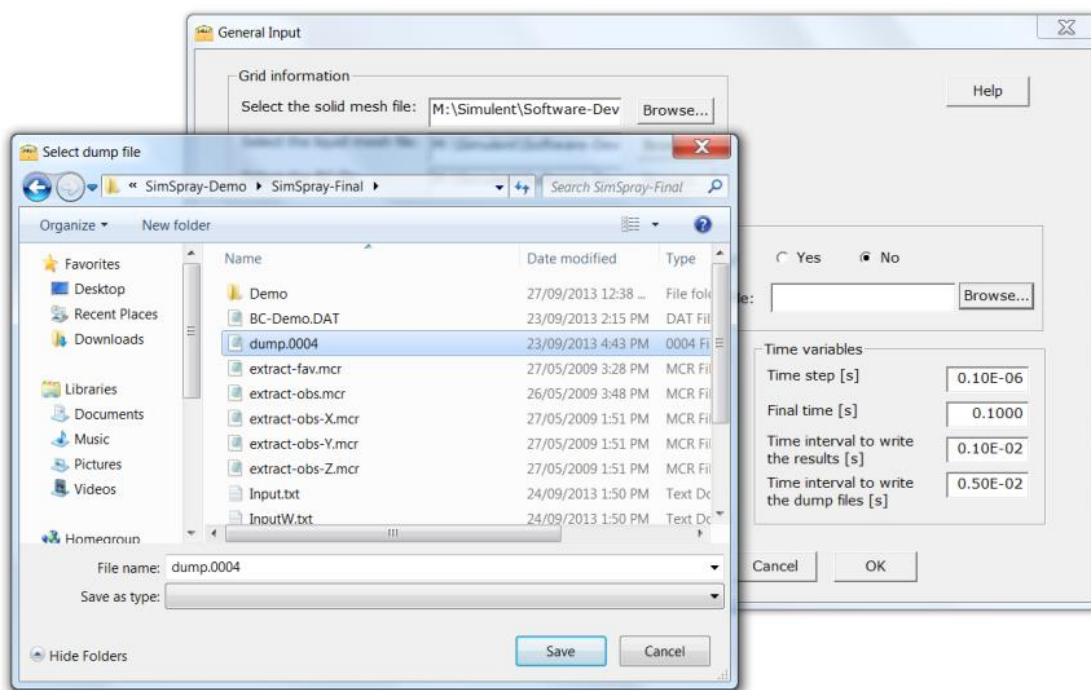 General Input
Grid information
Help
Select the solid mesh file: M:\Simulent\Software-Dev Browse...
Select dump file
« SimSpray-Demo SimSpray-Final Search SimSpray-Final
Organize New folder
Favorites
Desktop
Recent Places
Downloads
Libraries
Documents
Music
Pictures
Videos
Homegroup
Name Date modified Type
Demo 27/09/2013 12:38 ... File fol
BC-Demo.DAT 23/09/2013 2:15 PM DAT Fil
dump.0004 23/09/2013 4:43 PM 0004 Fi
extract-fav.mcr 27/05/2009 3:28 PM MCR Fi
extract-obs.mcr 26/05/2009 3:48 PM MCR Fi
extract-obs-X.mcr 27/05/2009 1:51 PM MCR Fi
extract-obs-Y.mcr 27/05/2009 1:51 PM MCR Fi
extract-obs-Z.mcr 27/05/2009 1:51 PM MCR Fi
Input.txt 24/09/2013 1:50 PM Text Do
InputW.txt 24/09/2013 1:50 PM Text Do
File name: dump.0004
Save as type:
Hide Folders Save Cancel
Yes No
Browse...
Time variables
Time step [s] 0.10E-06
Final time [s] 0.1000
Time interval to write
the results [s] 0.10E-02
Time interval to write
the dump files [s] 0.50E-02
Cancel OK